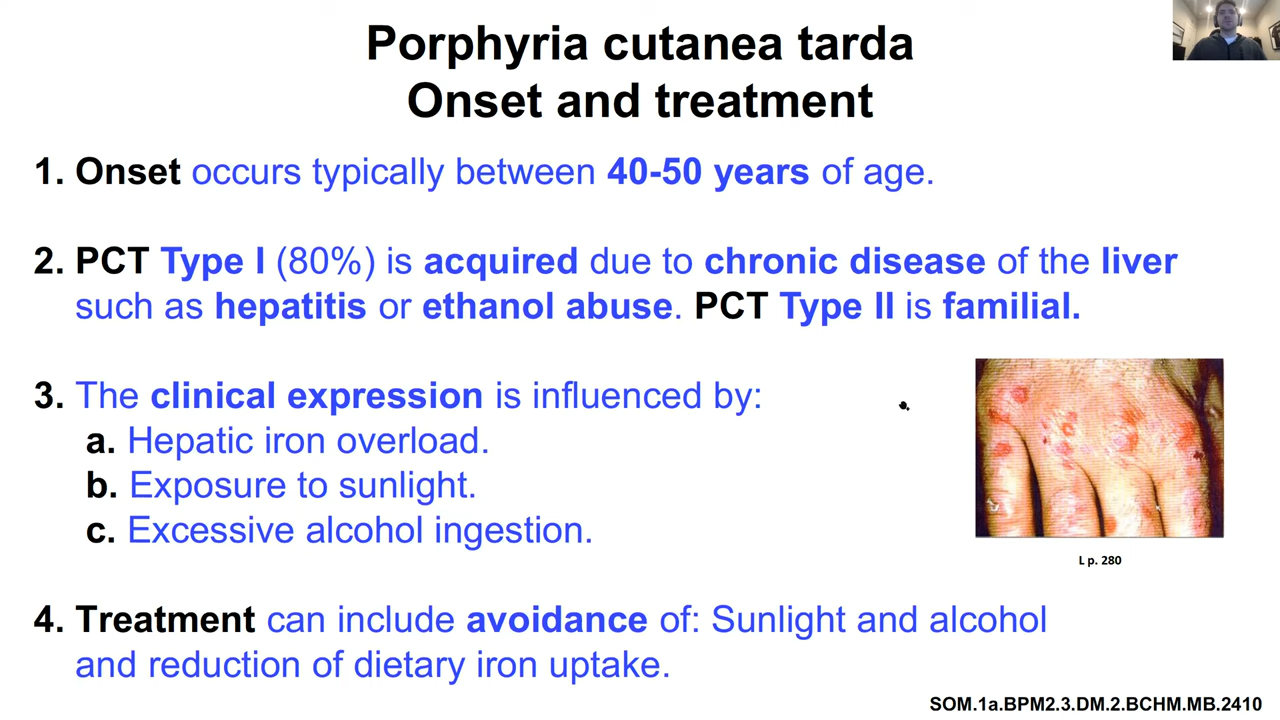 Porphyria cutanea tarda
Onset and treatment
1. Onset occurs typically between 40-50 years of age.
2. PCT Type I (80%) is acquired due to chronic disease of the liver
such as hepatitis or ethanol abuse. PCT Type II is familial.
3. The clinical expression is influenced by:
a. Hepatic iron overload.
b. Exposure to sunlight.
c. Excessive alcohol ingestion.
L p. 280
4. Treatment can include avoidance of: Sunlight and alcohol
and reduction of dietary iron uptake.
SOM.1a.BPM2.3.DM.2.BCHM.MB.2410